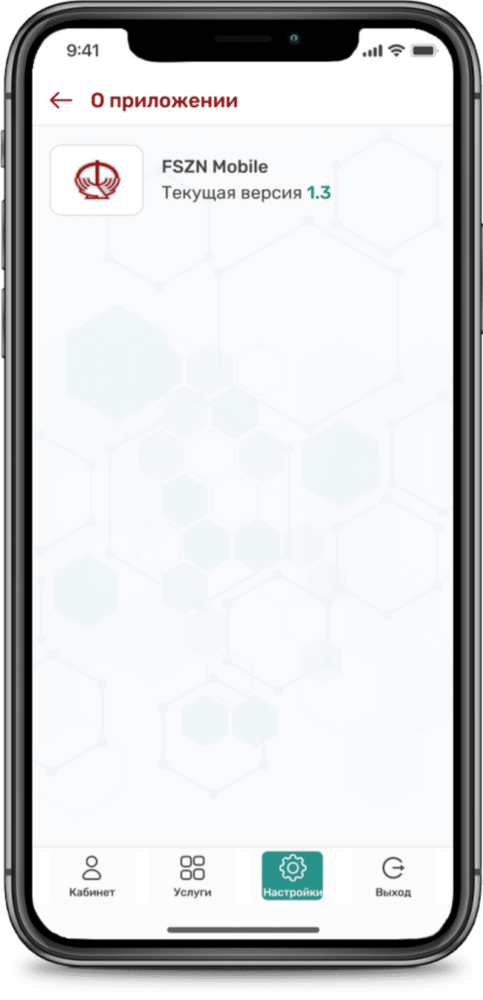 9:41
О приложении
FSZN Mobile
Текущая версия 1.3
Кабинет
Услуги
Настройки
Выход